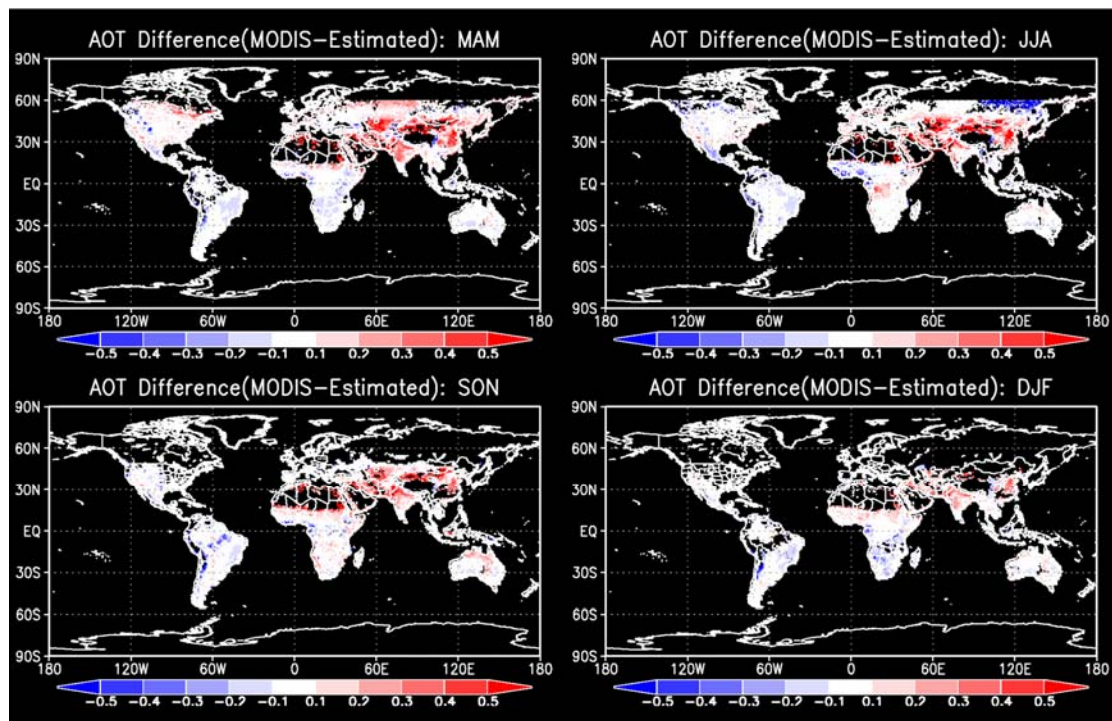 AOT Difference(MODIS-Estimated): MAM
90N
60N
30N
EQ
30S
60S
90S
180 120W 60W 0 60E 120E 180
-0.5 -0.4 -0.3 -0.2 -0.1 0.1 0.2 0.3 0.4 0.5
AOT Difference(MODIS-Estimated): JJA
90N
60N
30N
EQ
30S
60S
90S
180 120W 60W 0 60E 120E 180
-0.5 -0.4 -0.3 -0.2 -0.1 0.1 0.2 0.3 0.4 0.5
AOT Difference(MODIS-Estimated): SON
90N
60N
30N
EQ
30S
60S
90S
180 120W 60W 0 60E 120E 180
-0.5 -0.4 -0.3 -0.2 -0.1 0.1 0.2 0.3 0.4 0.5
AOT Difference(MODIS-Estimated): DJF
90N
60N
30N
EQ
30S
60S
90S
180 120W 60W 0 60E 120E 180
-0.5 -0.4 -0.3 -0.2 -0.1 0.1 0.2 0.3 0.4 0.5